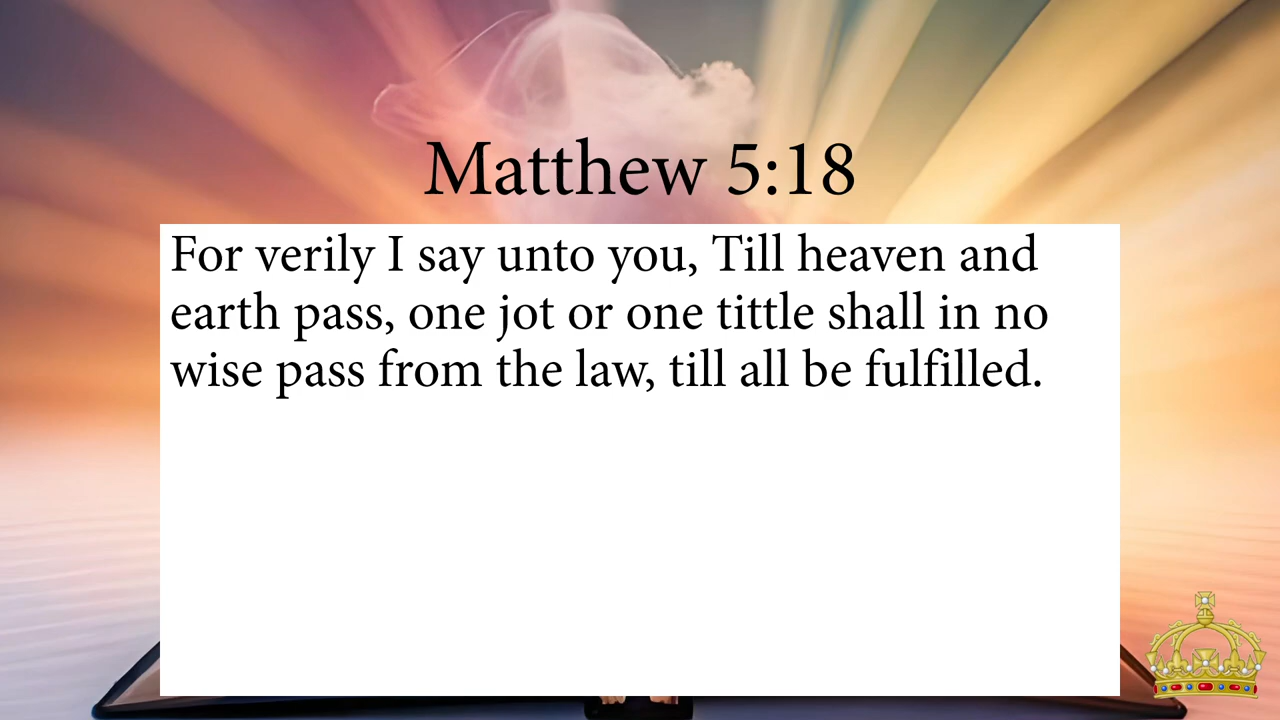 Matthew 5:18
For verily I say unto you, Till heaven and
earth pass, one jot or one tittle shall in no
wise pass from the law, till all be fulfilled.